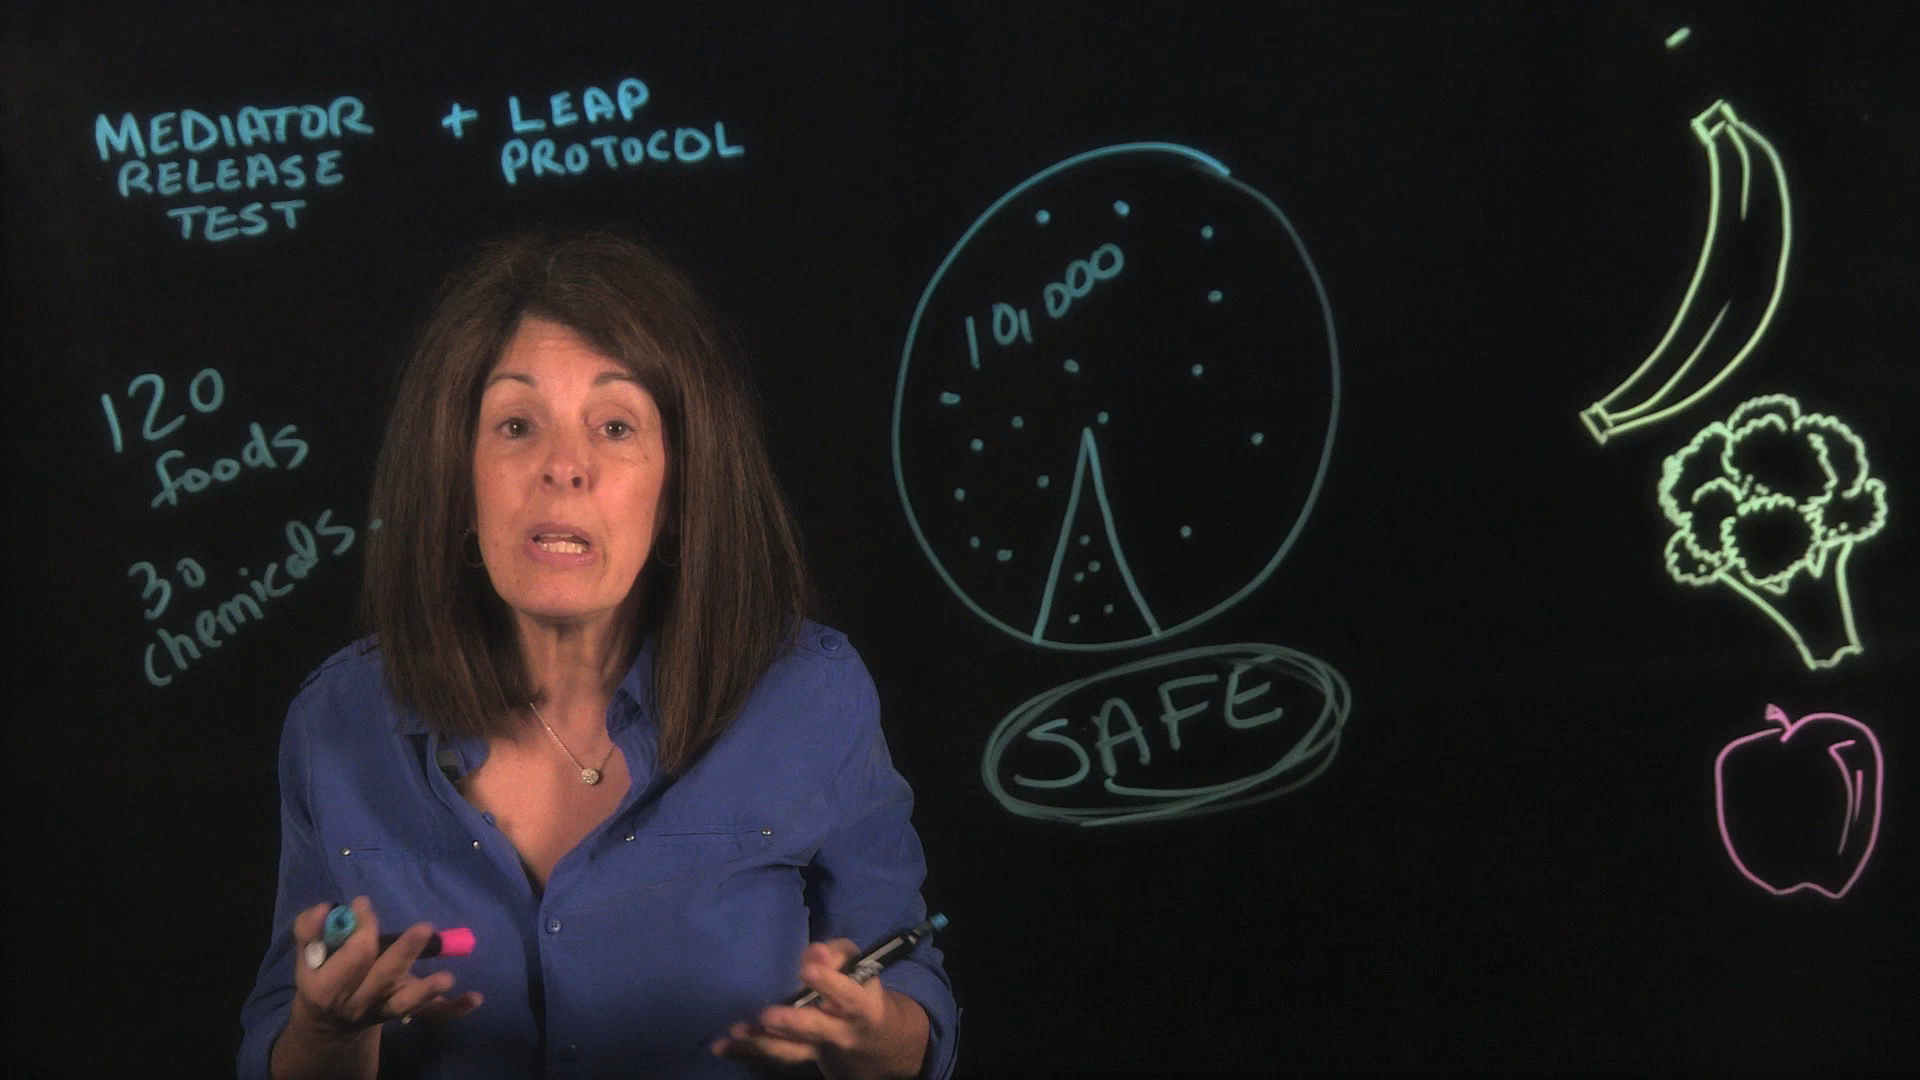 MEDIATOR + LEAP
RELEASE PROTOCOL
TEST
10,000
120
foods
30
chemicals.
SAFE